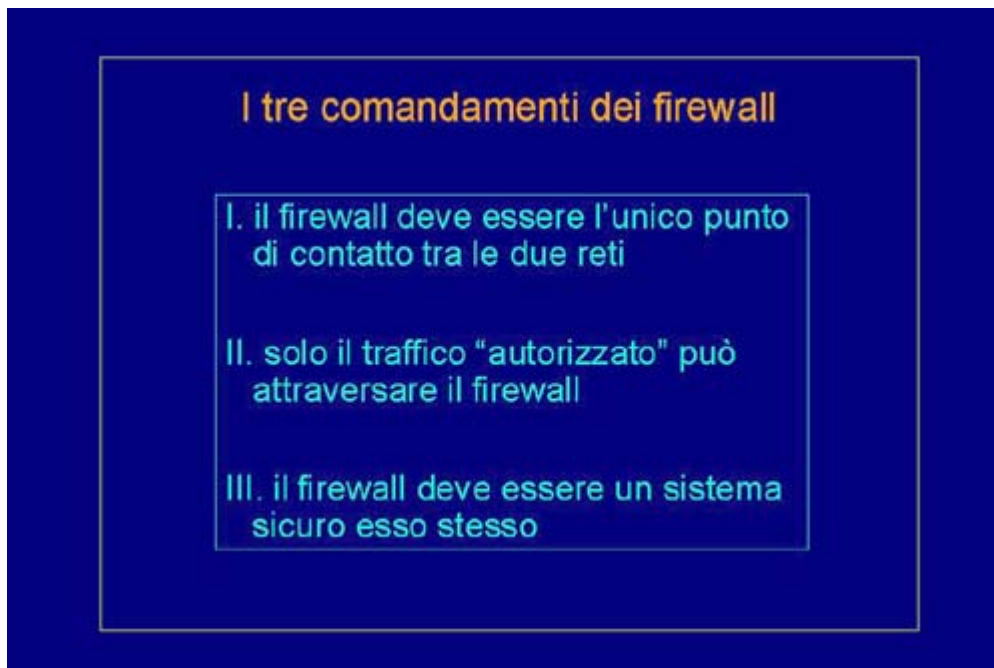 I tre comandamenti dei firewall
I. il firewall deve essere l'unico punto
di contatto tra le due reti
II. solo il traffico “autorizzato” può
attraversare il firewall
III. il firewall deve essere un sistema
sicuro esso stesso